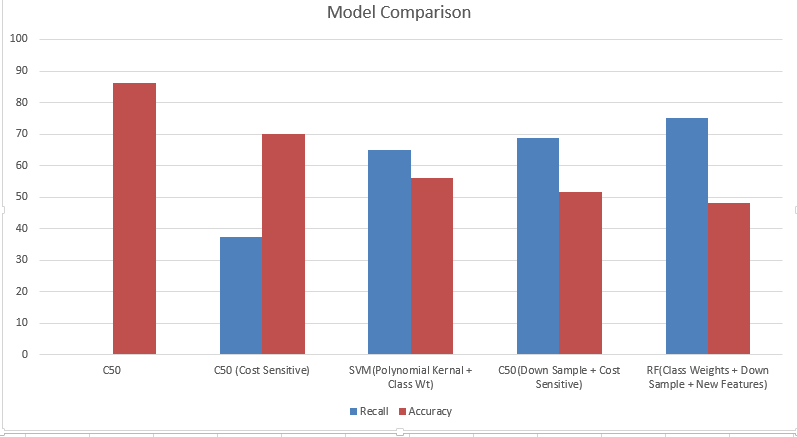 Model Comparison
100
90
80
70
60
50
40
30
20
10
0
C50
C50 (Cost Sensitive)
SVM(Polynomial Kernal +
Class Wt)
C50(Down Sample + Cost
Sensitive)
RF(Class Weights + Down
Sample + New Features)
Recall Accuracy